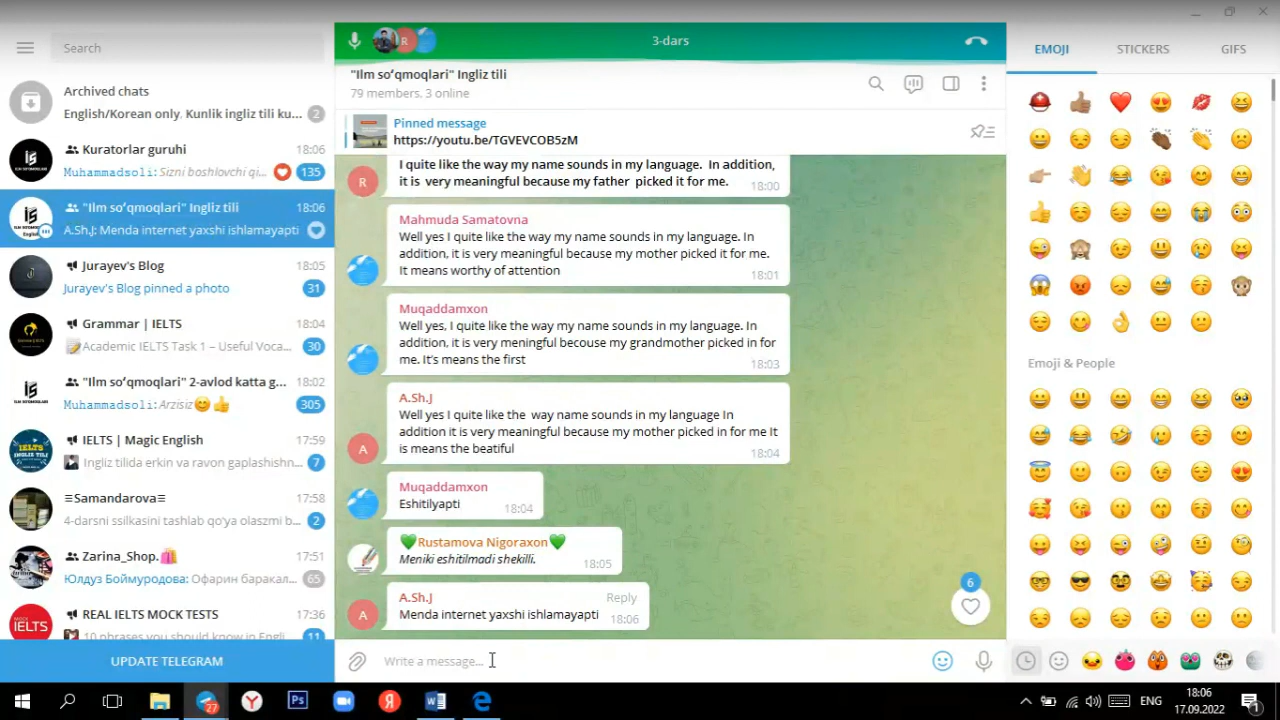 Search
Archived chats
English/Korean only. Kunlik ingliz tili ku...
2
Kuratorlar guruhi
18:06
Muhammadsoli: Sizni boshlovchi qi...
135
"Ilm soʻqmoqlari" Ingliz tili
18:06
A.Sh.J: Menda internet yaxshi ishlamayapti
Jurayev's Blog
18:05
Jurayev's Blog pinned a photo
31
Grammar | IELTS
18:04
Academic IELTS Task 1 – Useful Voca...
30
"Ilm soʻqmoqlari" 2-avlod katta g...
18:02
Muhammadsoli: Arzisiz😊👍
305
IELTS | Magic English
17:59
Ingliz tilida erkin va ravon gaplashishn...
7
≡Samandarova≡
17:58
4-darsni ssilkasini tashlab qo'ya olaszmi b...
2
Zarina_Shop.🛍
17:51
Юлдуз Боймуродова: Офарин баракал...
65
REAL IELTS MOCK TESTS
17:36
10 phrases you should know in Engli...
11
UPDATE TELEGRAM
R
3-dars
"Ilm soʻqmoqlari" Ingliz tili
79 members, 3 online
Pinned message
https://youtu.be/TGVEVCOB5zM
I quite like the way my name sounds in my language. In addition,
it is very meaningful because my father picked it for me.
18:00
R
Mahmuda Samatovna
Well yes I quite like the way my name sounds in my language. In
addition, it is very meaningful because my mother picked it for me.
It means worthy of attention
18:01
Muqaddamxon
Well yes, I quite like the way my name sounds in my language. In
addition, it is very meningful becouse my grandmother picked in for
me. It's means the first
18:03
A.Sh.J
Well yes I quite like the way name sounds in my language In
addition it is very meaningful because my mother picked in for me It
is means the beatiful
18:04
A
Muqaddamxon
Eshitilyapti
18:04
💚Rustamova Nigoraxon💚
Meniki eshitilmadi shekilli.
18:05
A.Sh.J
Reply
Menda internet yaxshi ishlamayapti
18:06
A
6
Write a message...
EMOJI
STICKERS
GIFS
Emoji & People
27
Ps
ENG
18:06
17.09.2022
1